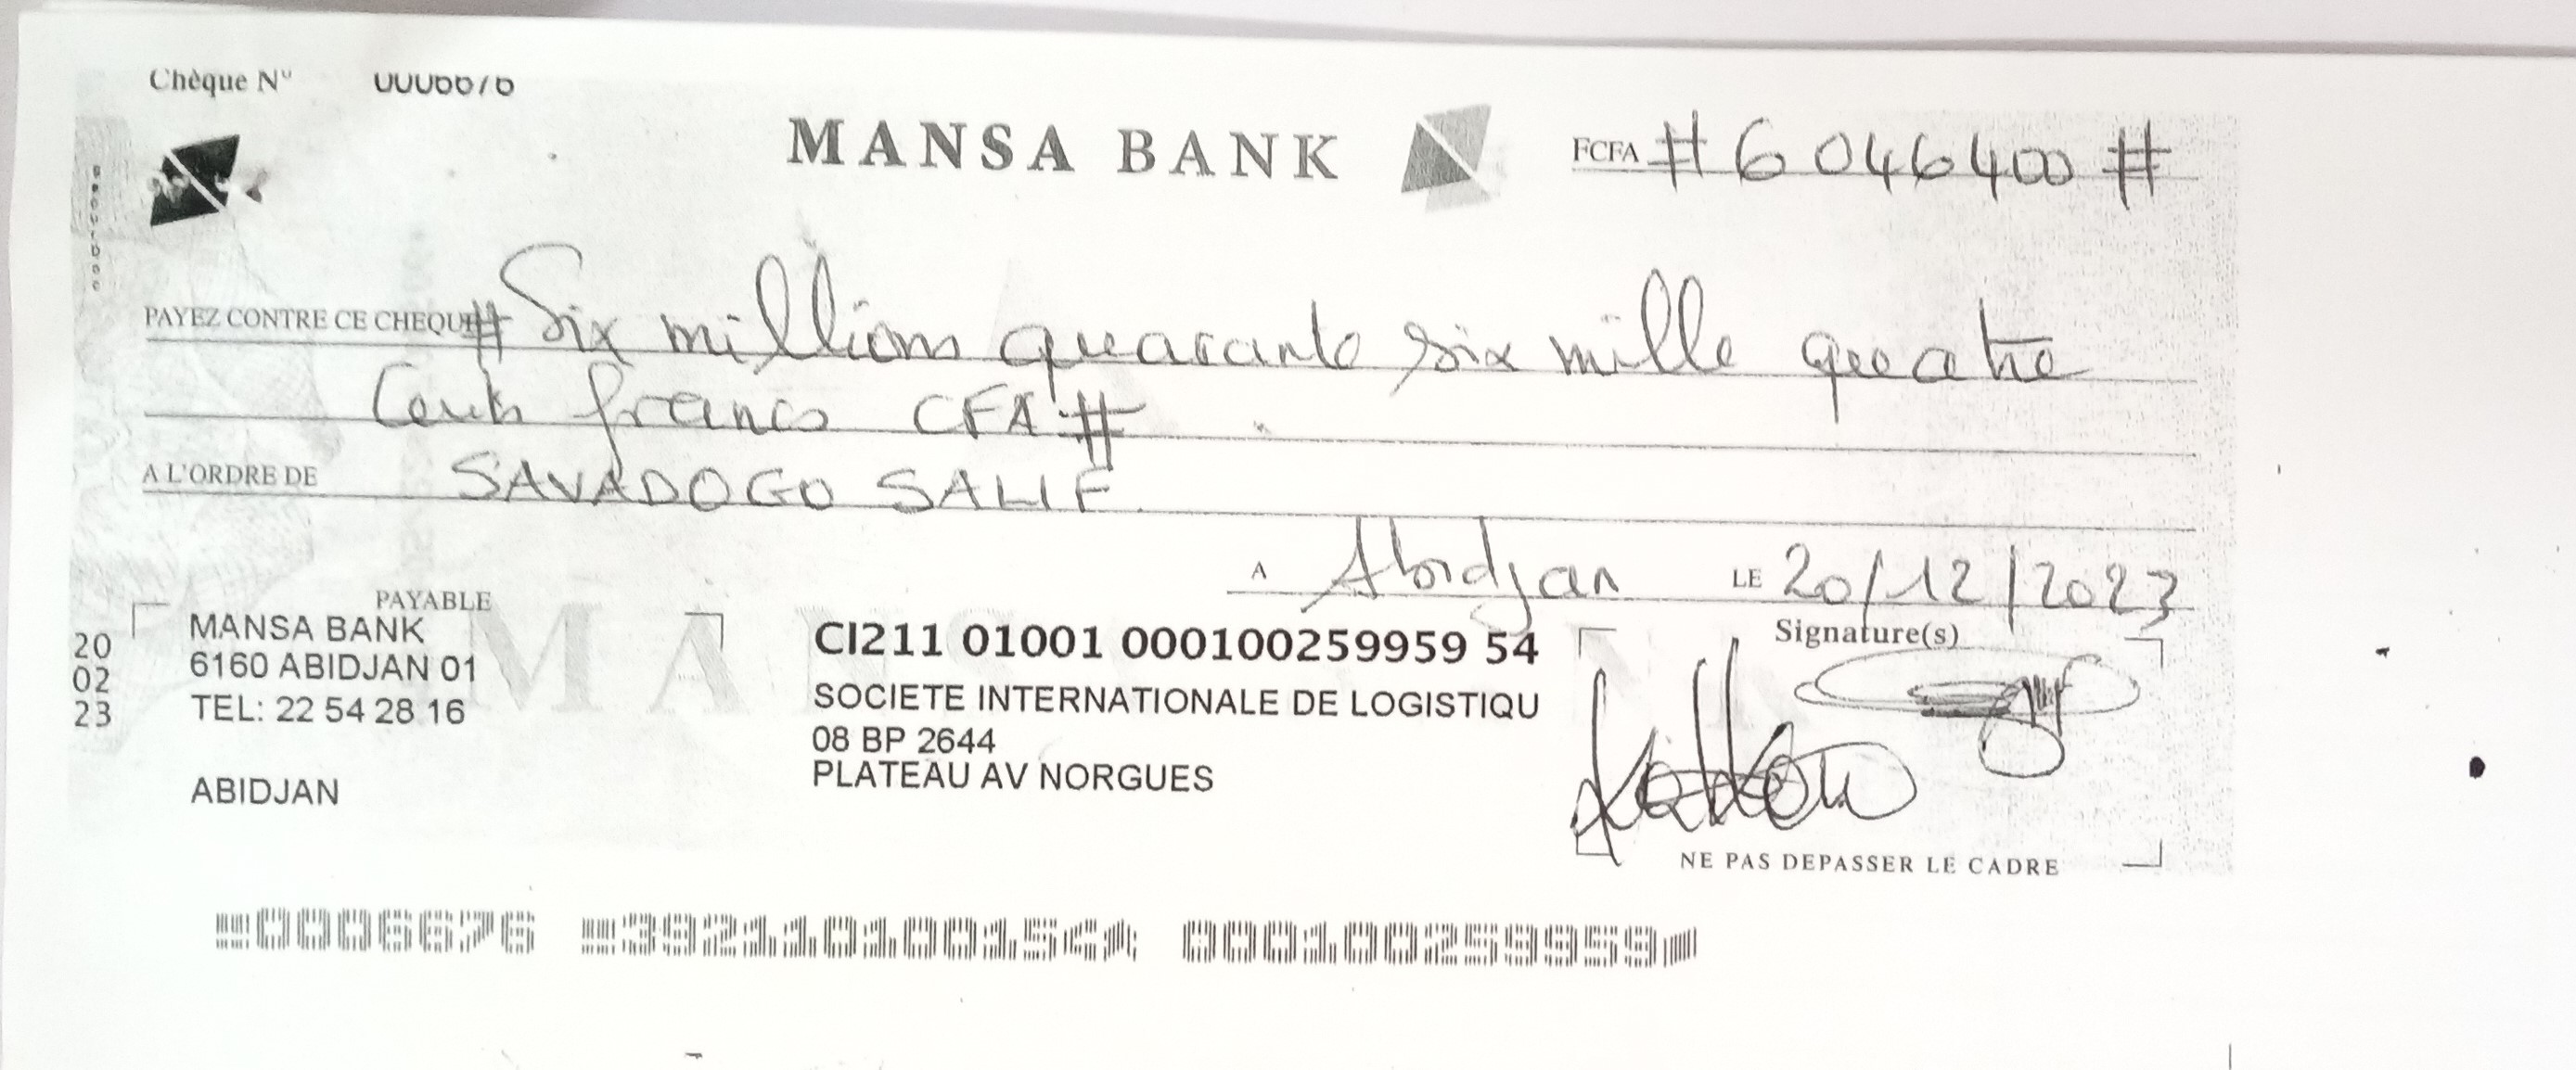 Chèque N°
MANSA BANK
FCFA #6 046 400#
PAYEZ CONTRE CE CHEQUE # Six millions quarante six mille quatre
Cents francs CFA #
A L'ORDRE DE SAVADOGO SALIF
A Abidjan LE 20/12/2023
PAYABLE
Signature(s)
MANSA BANK
6160 ABIDJAN 01
TEL: 22 54 28 16
ABIDJAN
20
02
23
CI211 01001 000100259959 54
SOCIETE INTERNATIONALE DE LOGISTIQU
08 BP 2644
PLATEAU AV NORGUES
NE PAS DEPASSER LE CADRE
0006676 392110100154 000100259959